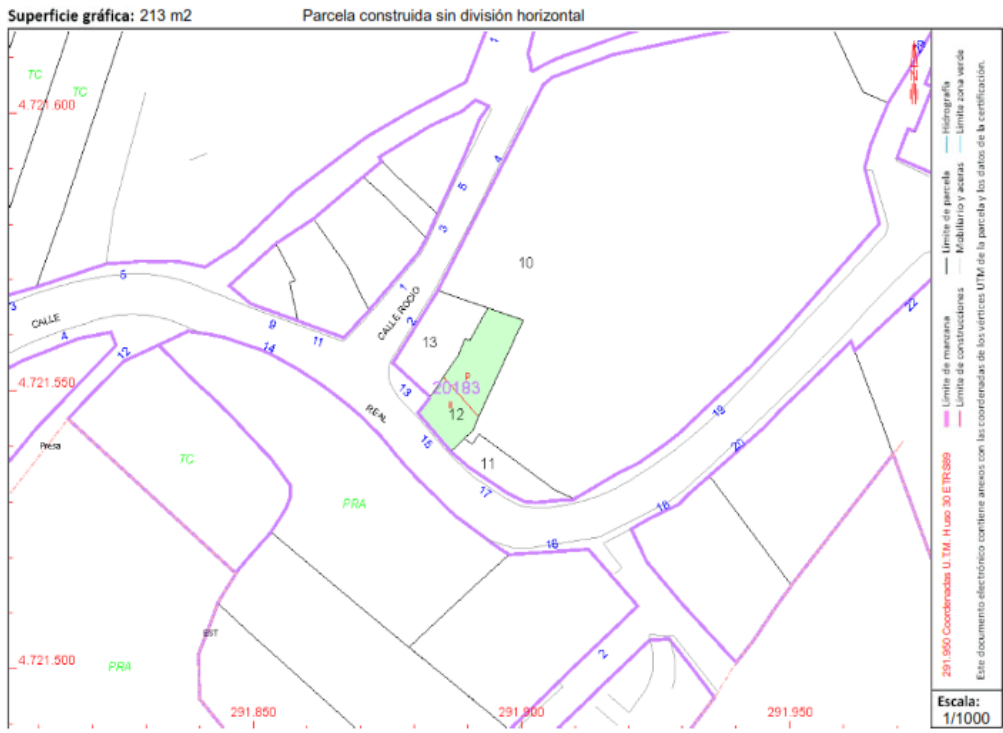 Superficie gráfica: 213 m2
Parcela construida sin división horizontal
1
28
TC
TC
4.721.600
4
5
3
10
5
1
CALLE ROCIO
2
3
CALLE
9
11
22
4
12
14
13
4.721.550
13
20183
P
12
REAL
15
19
20
Presa
TC
11
17
PRA
18
16
EST
2
PRA
4.721.500
291.850
291.900
291.950
291.950 Coordenadas U.T.M. Huso 30 ETRS89
Límite de manzana
Límite de construcciones
Límite de parcela
Mobiliario y aceras
Hidrografía
Límite zona verde
Este documento electrónico contiene anexos con las coordenadas de los vértices UTM de la parcela y los datos de la certificación.
Escala:
1/1000